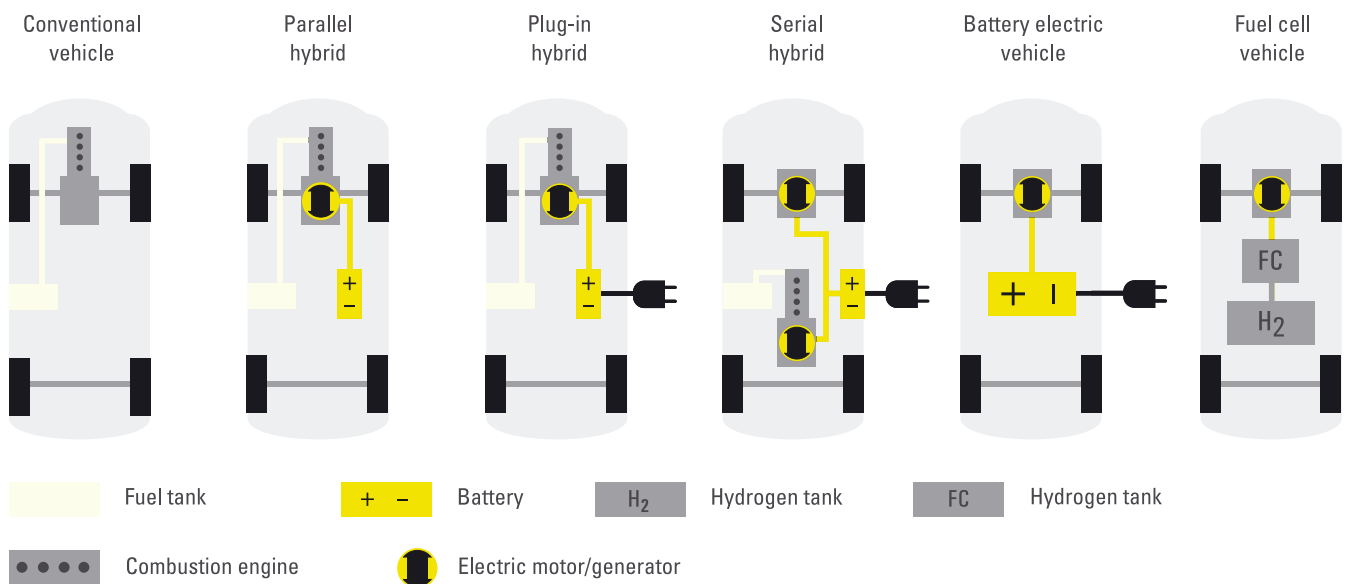 Conventional
vehicle
Parallel
hybrid
Plug-in
hybrid
Serial
hybrid
Battery electric
vehicle
Fuel cell
vehicle
+
−
+
−
+
−
+ −
FC
H₂
Fuel tank
+ −
Battery
H₂
Hydrogen tank
FC
Hydrogen tank
Combustion engine
Electric motor/generator